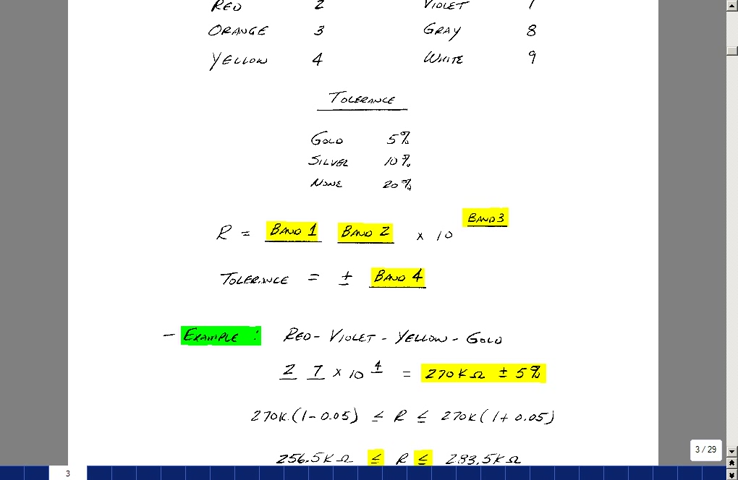 RED 2 VIOLET 7
ORANGE 3 GRAY 8
YELLOW 4 WHITE 9
TOLERANCE
GOLD 5%
SILVER 10%
NONE 20%
R = BAND 1 BAND 2 × 10 BAND 3
TOLERANCE = ± BAND 4
- EXAMPLE : RED - VIOLET - YELLOW - GOLD
2 7 × 10 4 = 270KΩ ± 5%
270K (1 - 0.05) ≤ R ≤ 270K (1 + 0.05)
256.5KΩ ≤ R ≤ 283.5KΩ
3 / 29
3